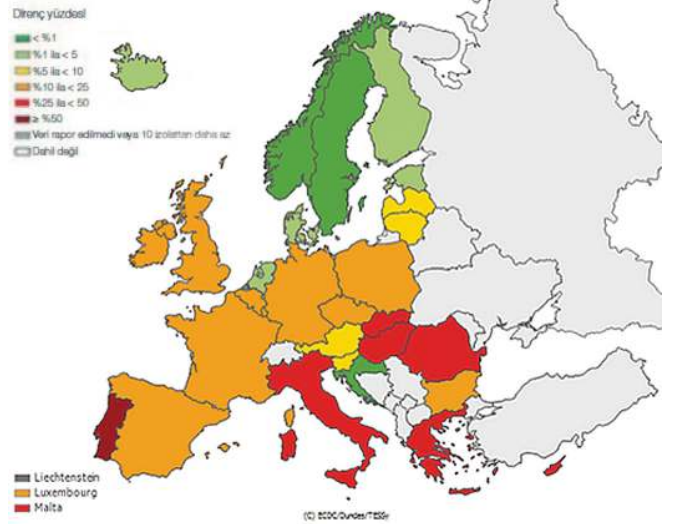 Direnç yüzdesi
< %1
%1 ila < 5
%5 ila < 10
%10 ila < 25
%25 ila < 50
≥ %50
Veri rapor edilmedi veya 10 izolattan daha az
Dahil değil
Liechtenstein
Luxembourg
Malta
(C) ECDC/Dundas/TESSy